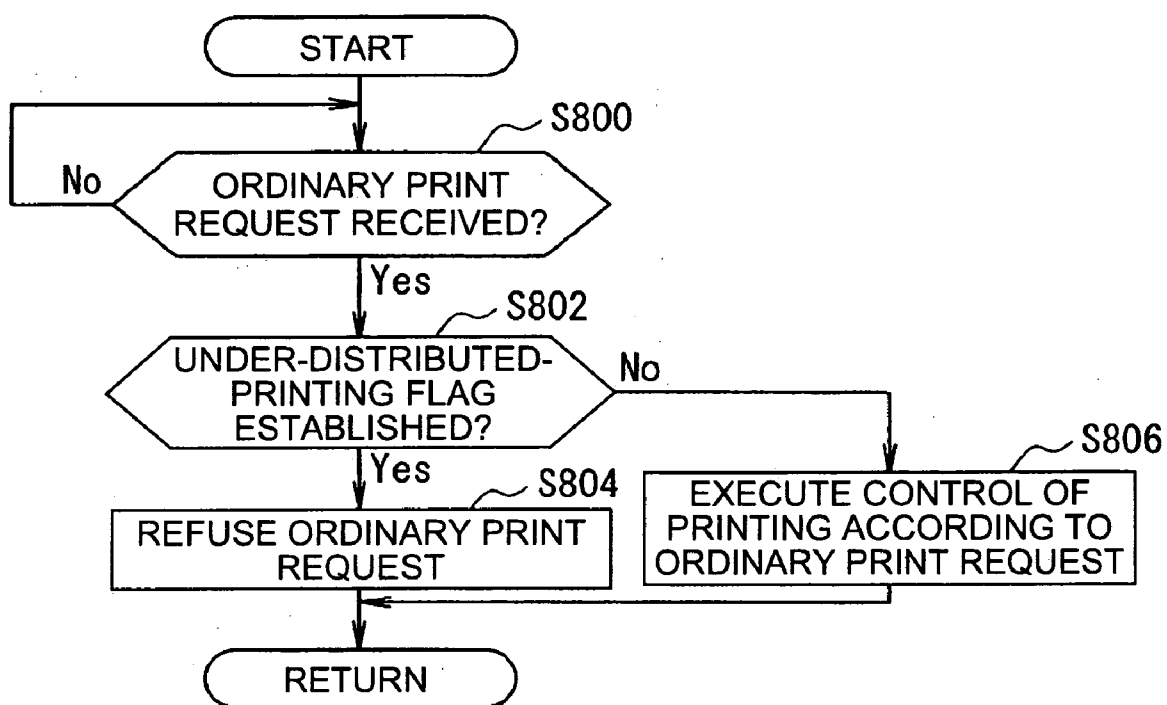 START
S800
No
ORDINARY PRINT
REQUEST RECEIVED?
Yes
S802
UNDER-DISTRIBUTED-
PRINTING FLAG
ESTABLISHED?
No
Yes
S804
REFUSE ORDINARY PRINT
REQUEST
S806
EXECUTE CONTROL OF
PRINTING ACCORDING TO
ORDINARY PRINT REQUEST
RETURN